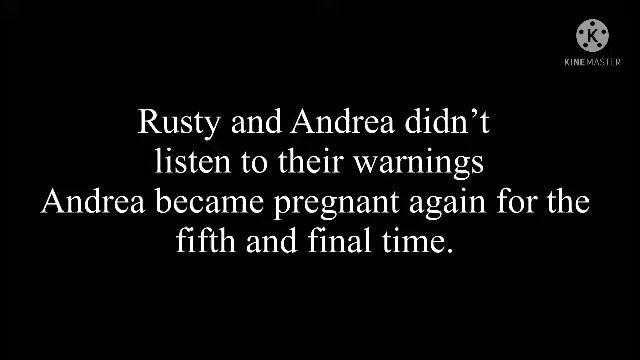 K
KINEMASTER
Rusty and Andrea didn’t
listen to their warnings
Andrea became pregnant again for the
fifth and final time.